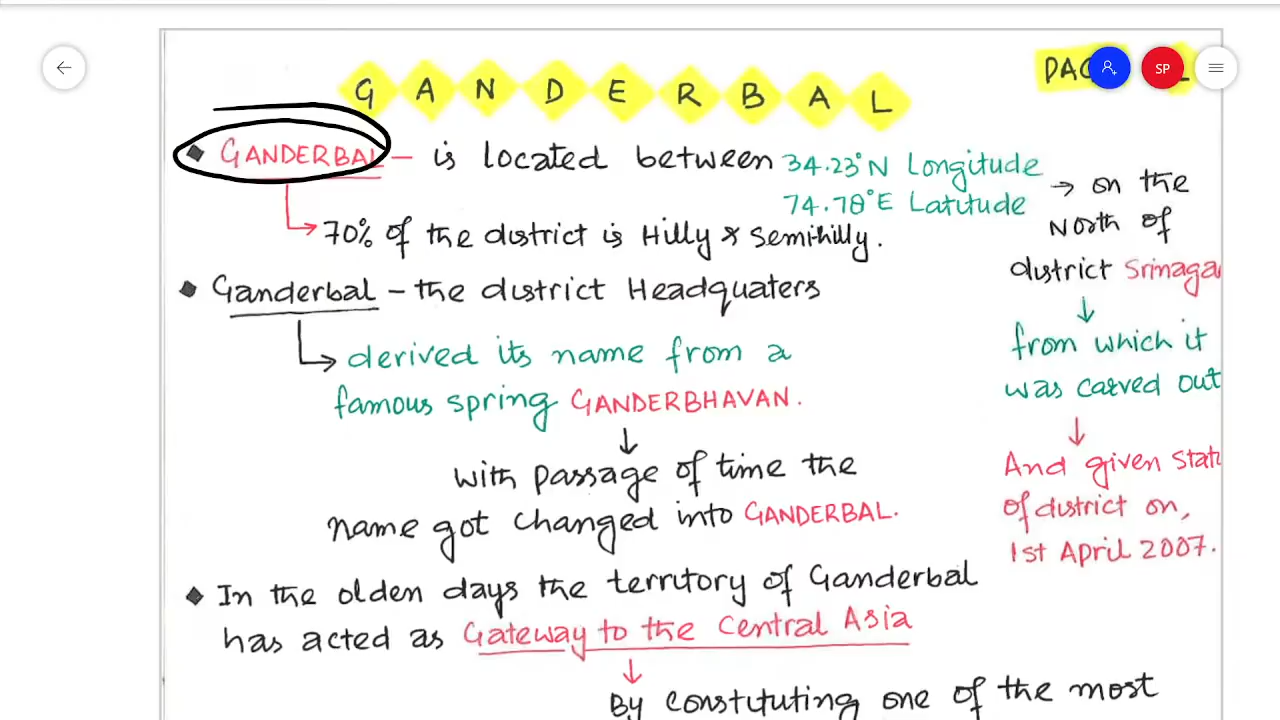 GANDERBAL
SP
GANDERBAL — is located between 34.23°N Longitude
74.78°E Latitude
→ on the
North of
district Srinagar
↓
from which it
was carved out
↓
And given Stat
of district on,
1st April 2007.
70% of the district is Hilly & Semihilly.
Ganderbal – the district Headquaters
derived its name from a
famous spring GANDERBHAVAN.
↓
with passage of time the
name got changed into GANDERBAL.
In the olden days the territory of Ganderbal
has acted as Gateway to the Central Asia
↓
By constituting one of the most